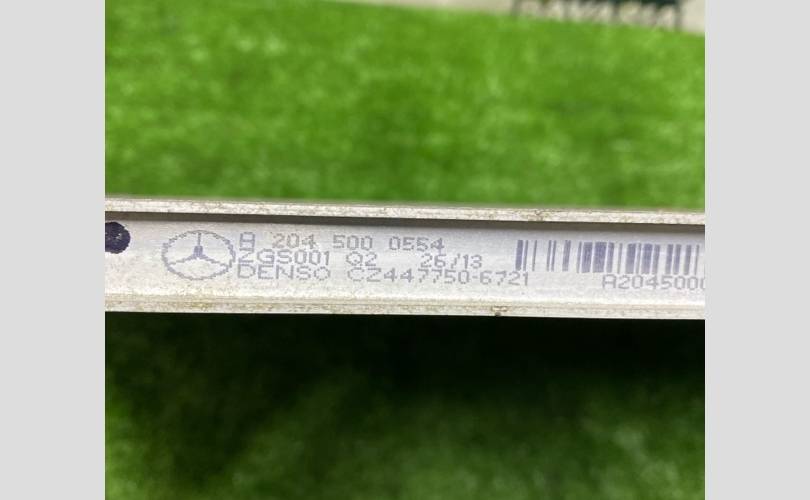 A 204 500 0554
ZGS001 Q2 26/13
DENSO CZ447750-6721
A2045000